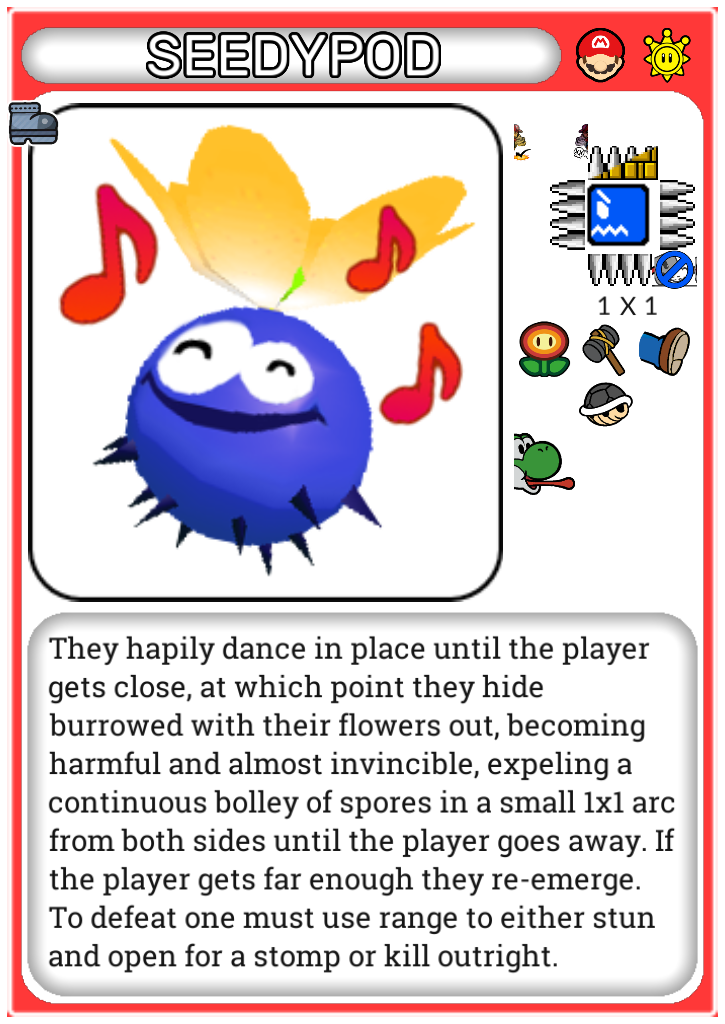 SEEDYPOD
1 X 1
They hapily dance in place until the player
gets close, at which point they hide
burrowed with their flowers out, becoming
harmful and almost invincible, expeling a
continuous bolley of spores in a small 1x1 arc
from both sides until the player goes away. If
the player gets far enough they re-emerge.
To defeat one must use range to either stun
and open for a stomp or kill outright.